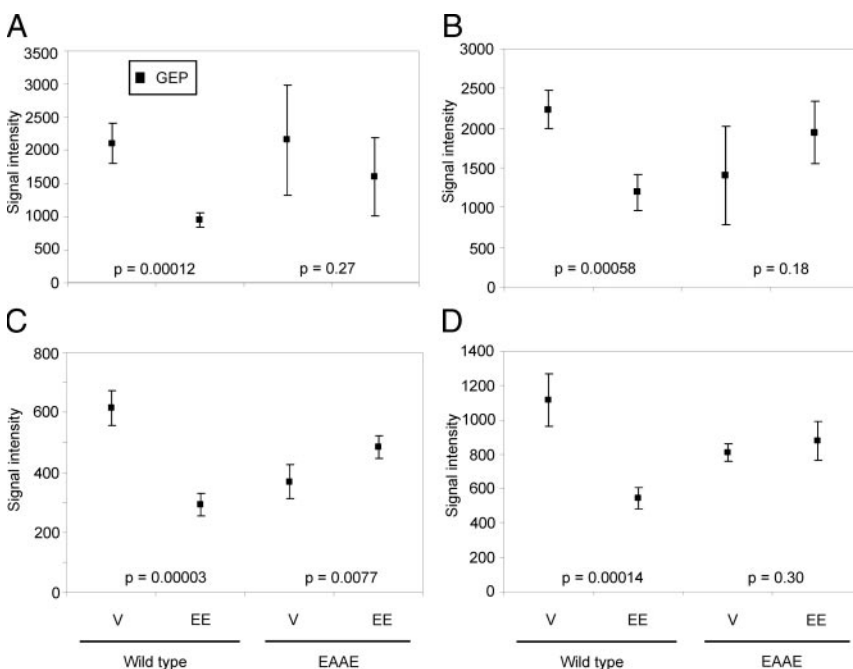 A
Signal intensity
3500
3000
2500
2000
1500
1000
500
0
GEP
p = 0.00012
p = 0.27
B
Signal intensity
3000
2500
2000
1500
1000
500
0
p = 0.00058
p = 0.18
C
Signal intensity
800
600
400
200
0
p = 0.00003
p = 0.0077
V
EE
V
EE
Wild type
EAAE
D
Signal intensity
1400
1200
1000
800
600
400
200
0
p = 0.00014
p = 0.30
V
EE
V
EE
Wild type
EAAE